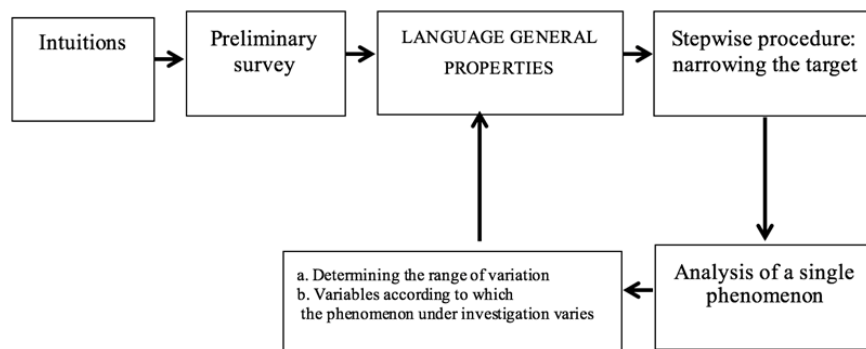 Intuitions
Preliminary
survey
LANGUAGE GENERAL
PROPERTIES
Stepwise procedure:
narrowing the target
a. Determining the range of variation
b. Variables according to which
the phenomenon under investigation varies
Analysis of a single
phenomenon